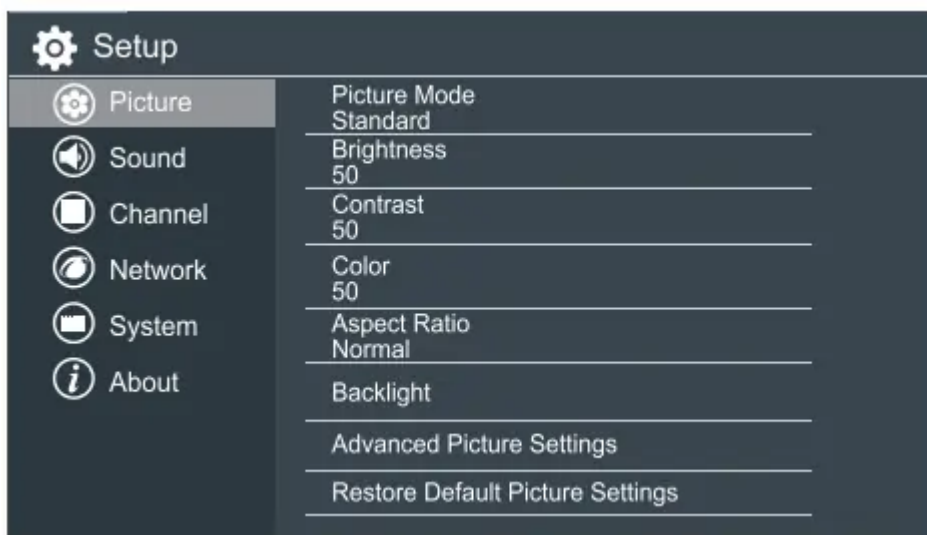 Setup
Picture
Sound
Channel
Network
System
About
Picture Mode
Standard
Brightness
50
Contrast
50
Color
50
Aspect Ratio
Normal
Backlight
Advanced Picture Settings
Restore Default Picture Settings